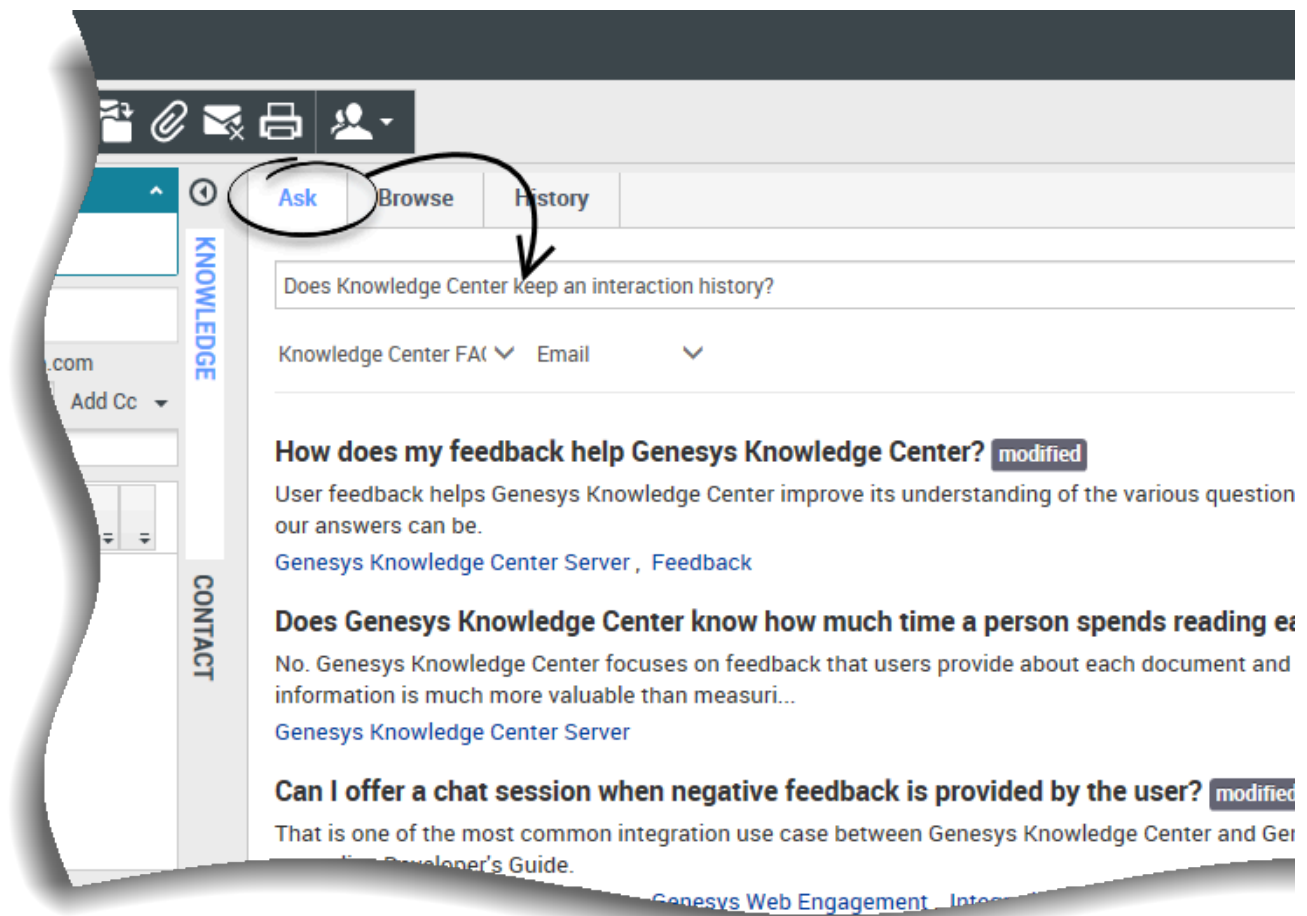 Ask
Browse
History
KNOWLEDGE
CONTACT
.com
Add Cc
Does Knowledge Center keep an interaction history?
Knowledge Center FA
Email
How does my feedback help Genesys Knowledge Center? modified
User feedback helps Genesys Knowledge Center improve its understanding of the various question
our answers can be.
Genesys Knowledge Center Server , Feedback
Does Genesys Knowledge Center know how much time a person spends reading ea
No. Genesys Knowledge Center focuses on feedback that users provide about each document and
information is much more valuable than measuri...
Genesys Knowledge Center Server
Can I offer a chat session when negative feedback is provided by the user? modified
That is one of the most common integration use case between Genesys Knowledge Center and Ge
Developer's Guide.
Genesys Web Engagement